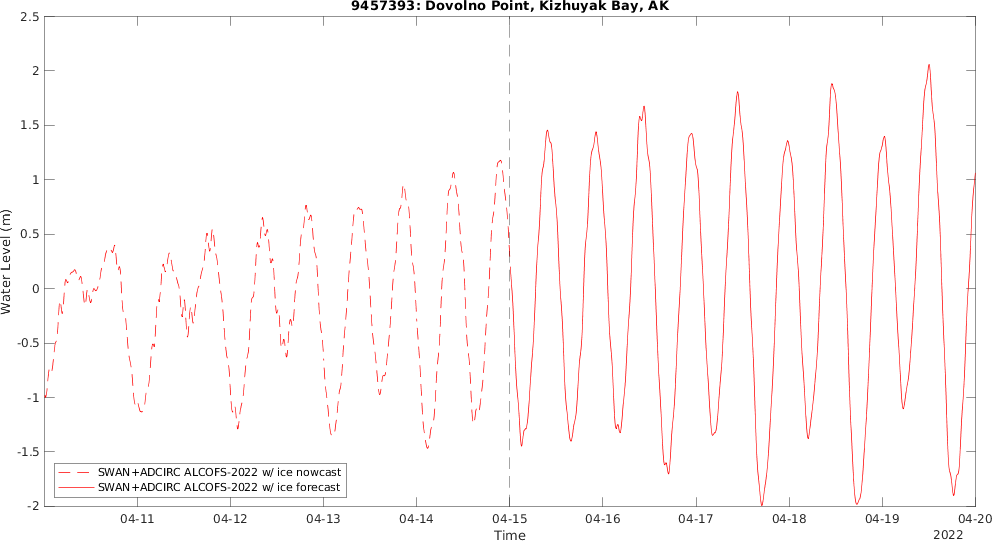 9457393: Dovolno Point, Kizhuyak Bay, AK
Water Level (m)
2.5
2
1.5
1
0.5
0
-0.5
-1
-1.5
-2
SWAN+ADCIRC ALCOFS-2022 w/ ice nowcast
SWAN+ADCIRC ALCOFS-2022 w/ ice forecast
04-11 04-12 04-13 04-14 04-15 04-16 04-17 04-18 04-19 04-20
Time
2022